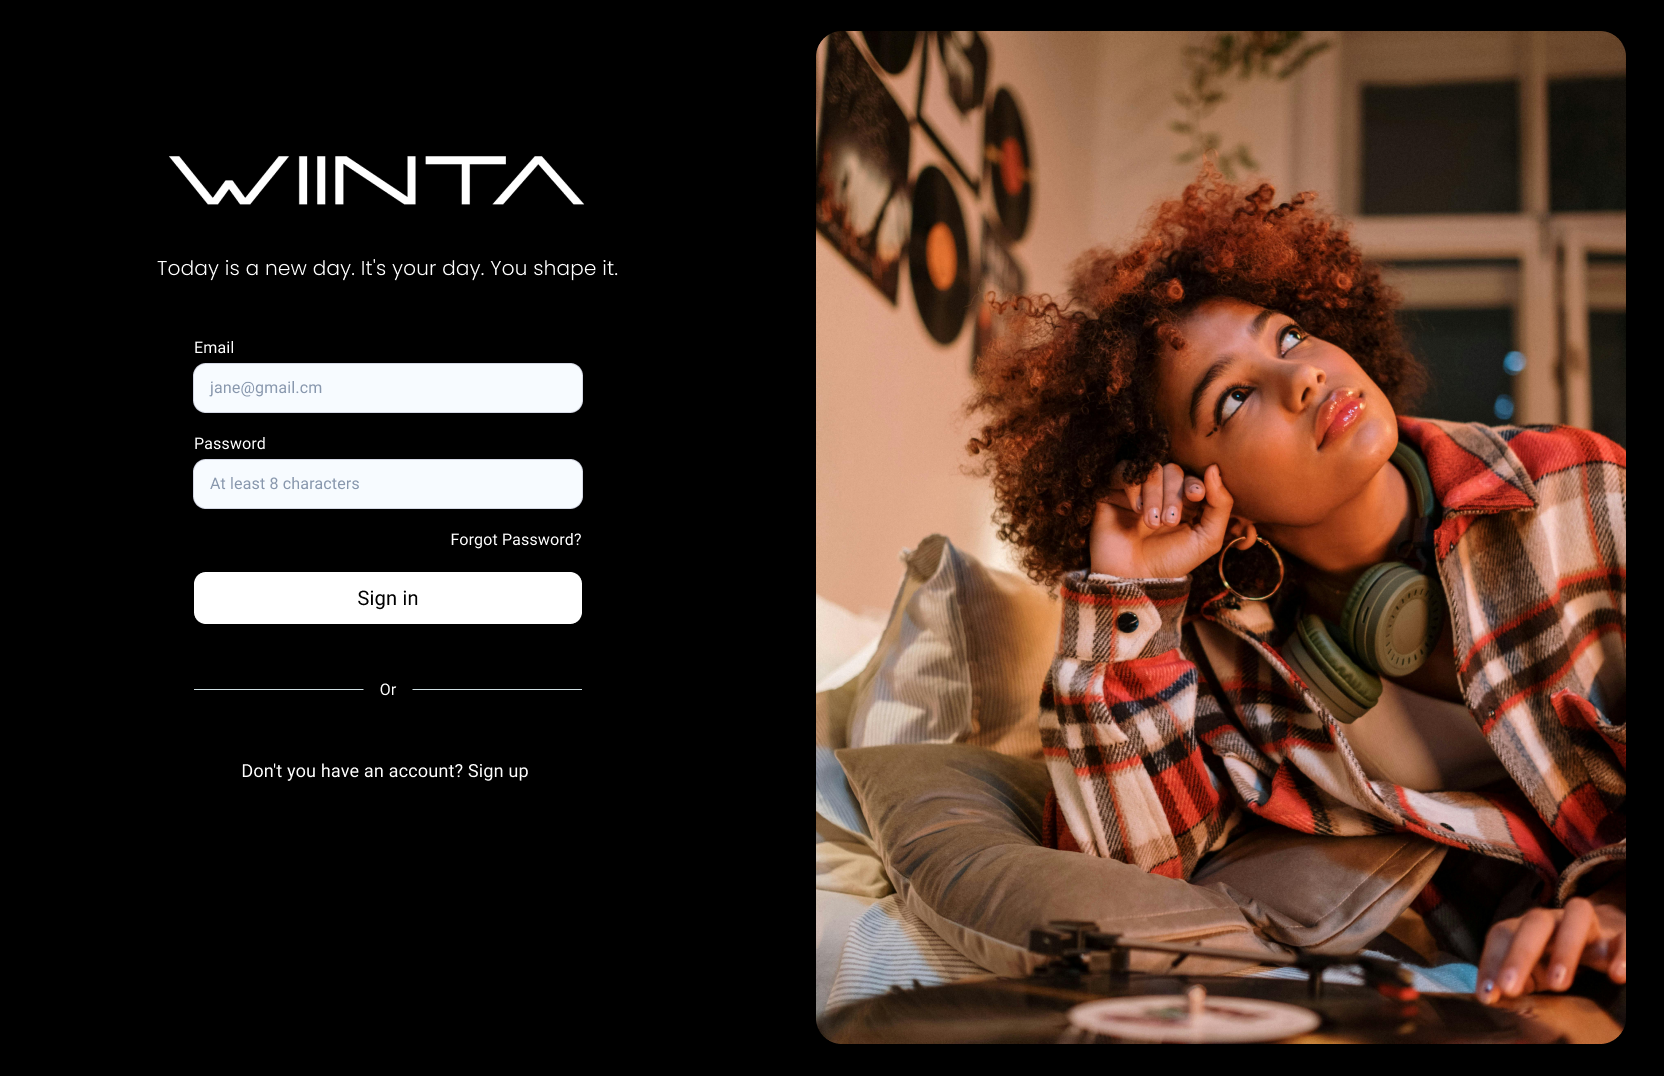 WIINTA
Today is a new day. It's your day. You shape it.
Email
jane@gmail.cm
Password
At least 8 characters
Forgot Password?
Sign in
Or
Don't you have an account? Sign up